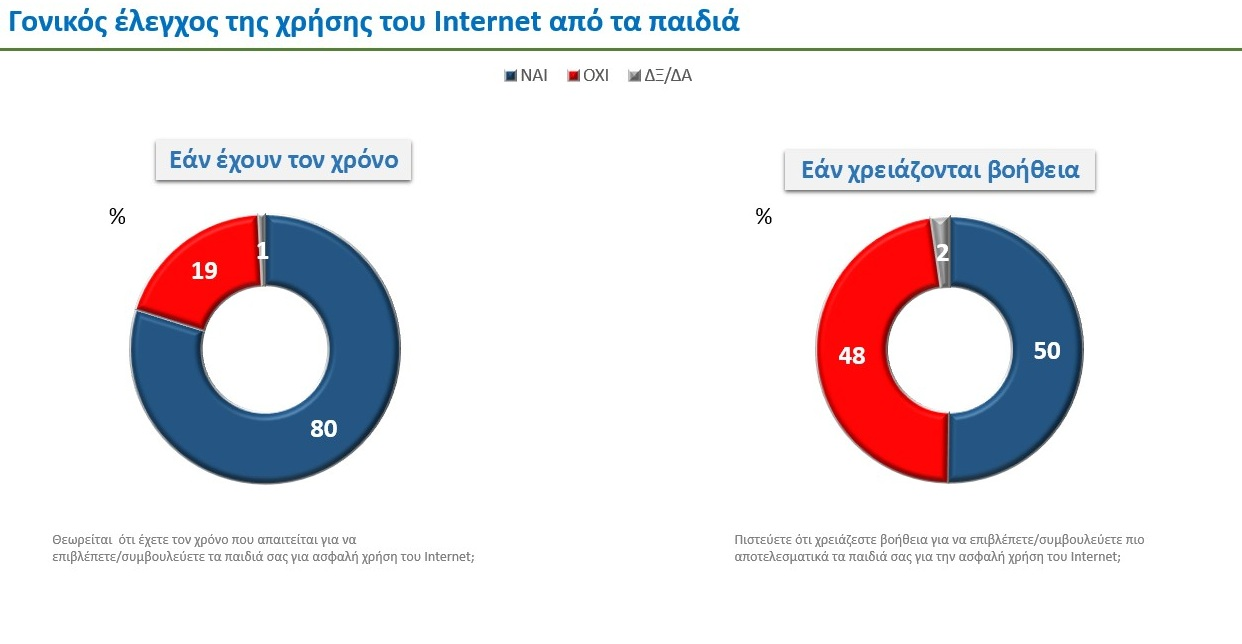 Γονικός έλεγχος της χρήσης του Internet από τα παιδιά
ΝΑΙ ΟΧΙ ΔΞ/ΔΑ
Εάν έχουν τον χρόνο
%
1
19
80
Θεωρείται ότι έχετε τον χρόνο που απαιτείται για να
επιβλέπετε/συμβουλεύετε τα παιδιά σας για ασφαλή χρήση του Internet;
Εάν χρειάζονται βοήθεια
%
2
48
50
Πιστεύετε ότι χρειάζεστε βοήθεια για να επιβλέπετε/συμβουλεύετε πιο
αποτελεσματικά τα παιδιά σας για την ασφαλή χρήση του Internet;